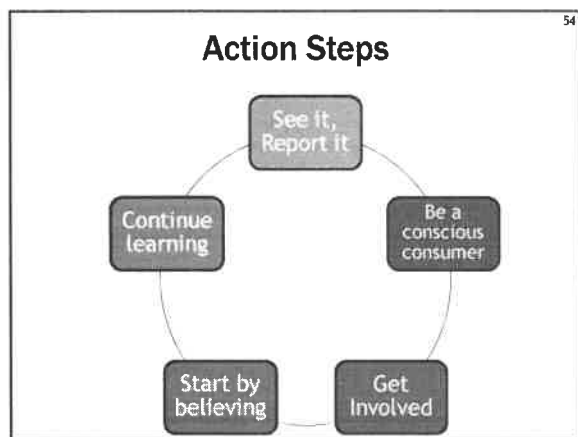 54
Action Steps
See it,
Report it
Be a
conscious
consumer
Get
Involved
Start by
believing
Continue
learning